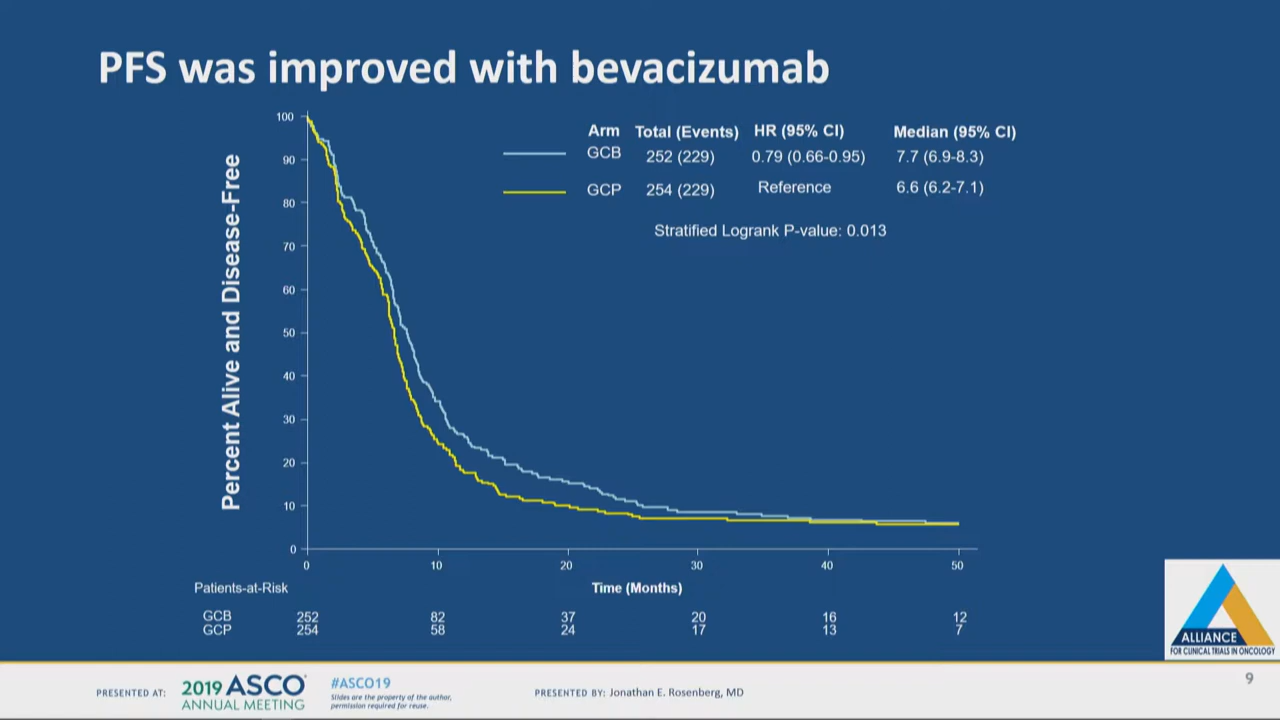 PFS was improved with bevacizumab
Arm Total (Events) HR (95% CI) Median (95% CI)
GCB 252 (229) 0.79 (0.66-0.95) 7.7 (6.9-8.3)
GCP 254 (229) Reference 6.6 (6.2-7.1)
Stratified Logrank P-value: 0.013
Percent Alive and Disease-Free
100
90
80
70
60
50
40
30
20
10
0
0 10 20 30 40 50
Patients-at-Risk Time (Months)
GCB 252 82 37 20 16 12
GCP 254 58 24 17 13 7
ALLIANCE
FOR CLINICAL TRIALS IN ONCOLOGY
PRESENTED AT: 2019 ASCO
ANNUAL MEETING
#ASCO19
Slides are the property of the author,
permission required for reuse.
PRESENTED BY: Jonathan E. Rosenberg, MD
9